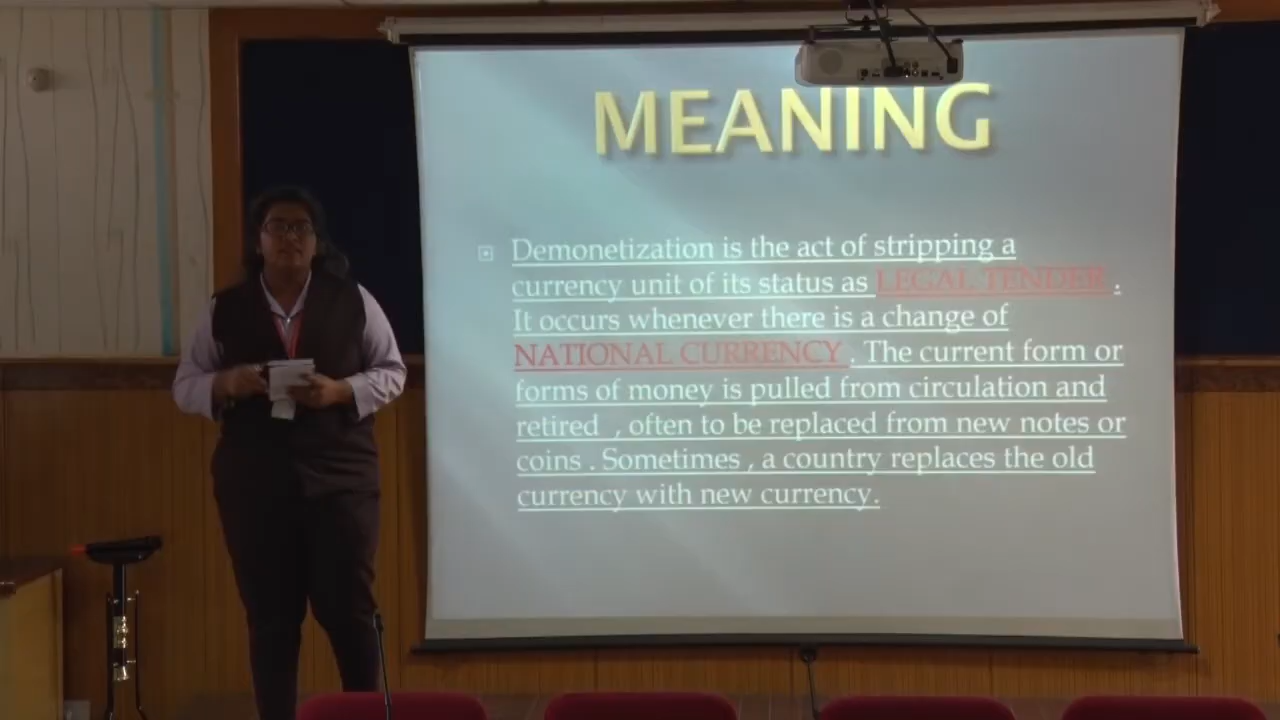 MEANING
Demonetization is the act of stripping a
currency unit of its status as LEGAL TENDER .
It occurs whenever there is a change of
NATIONAL CURRENCY . The current form or
forms of money is pulled from circulation and
retired , often to be replaced from new notes or
coins . Sometimes , a country replaces the old
currency with new currency.